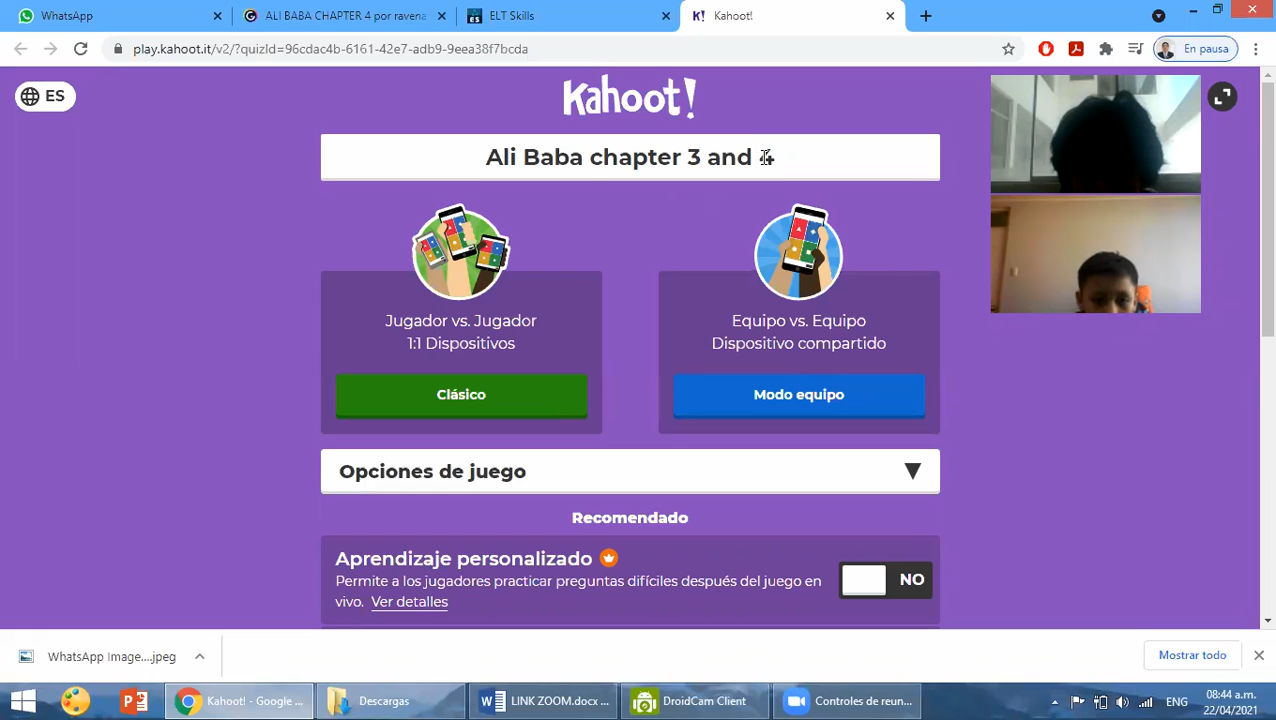 WhatsApp
ALI BABA CHAPTER 4 por ravena
ES
ELT Skills
K!
Kahoot!
play.kahoot.it/v2/?quizId=96cdac4b-6161-42e7-adb9-9eea38f7bcda
En pausa
ES
Kahoot!
Ali Baba chapter 3 and 4
Jugador vs. Jugador
1:1 Dispositivos
Clásico
Equipo vs. Equipo
Dispositivo compartido
Modo equipo
Opciones de juego
Recomendado
Aprendizaje personalizado
Permite a los jugadores practicar preguntas difíciles después del juego en
vivo. Ver detalles
NO
WhatsApp Image....jpeg
Mostrar todo
Kahoot! - Google ...
Descargas
LINK ZOOM.docx ...
DroidCam Client
Controles de reun...
ENG
08:44 a.m.
22/04/2021